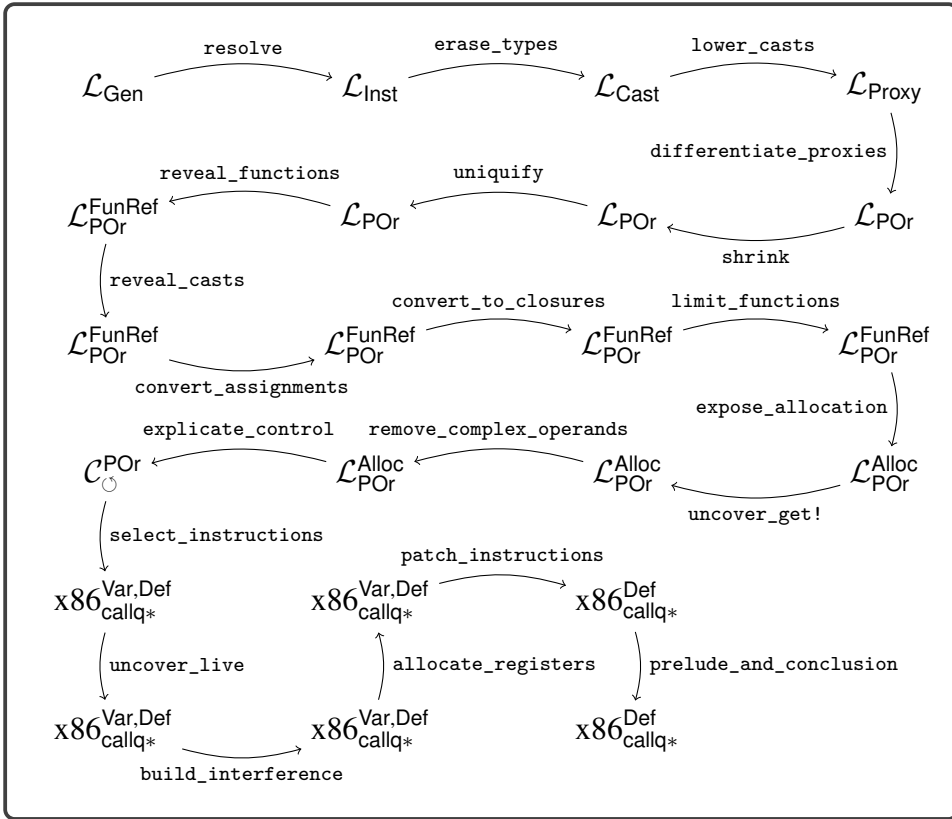 resolve erase_types lower_casts
ℒ_Gen ℒ_Inst ℒ_Cast ℒ_Proxy
differentiate_proxies
reveal_functions uniquify
ℒ_POr^FunRef ℒ_POr ℒ_POr ℒ_POr
shrink
reveal_casts
convert_to_closures limit_functions
ℒ_POr^FunRef ℒ_POr^FunRef ℒ_POr^FunRef ℒ_POr^FunRef
convert_assignments
expose_allocation
explicate_control remove_complex_operands
𝒞_↺^POr ℒ_POr^Alloc ℒ_POr^Alloc ℒ_POr^Alloc
uncover_get!
select_instructions
patch_instructions
x86_callq*^Var,Def x86_callq*^Var,Def x86_callq*^Def
uncover_live allocate_registers prelude_and_conclusion
x86_callq*^Var,Def x86_callq*^Var,Def x86_callq*^Def
build_interference